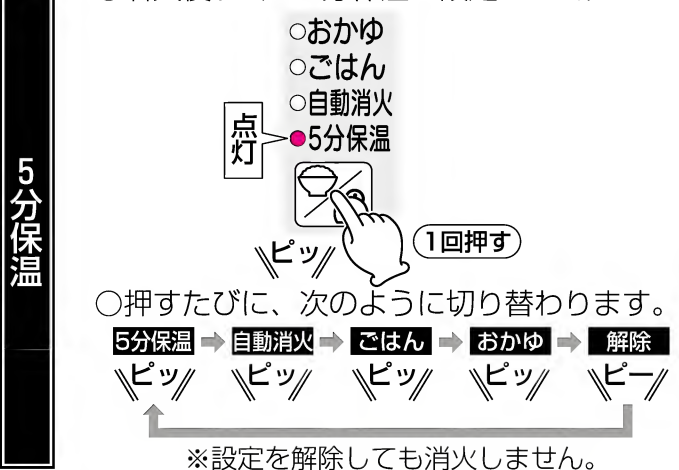 5分保温
○おかゆ
○ごはん
○自動消火
●5分保温
点灯
1回押す
ピッ
○押すたびに、次のように切り替わります。
5分保温 ➡ 自動消火 ➡ ごはん ➡ おかゆ ➡ 解除
ピッ ピッ ピッ ピッ ピー
※設定を解除しても消火しません。